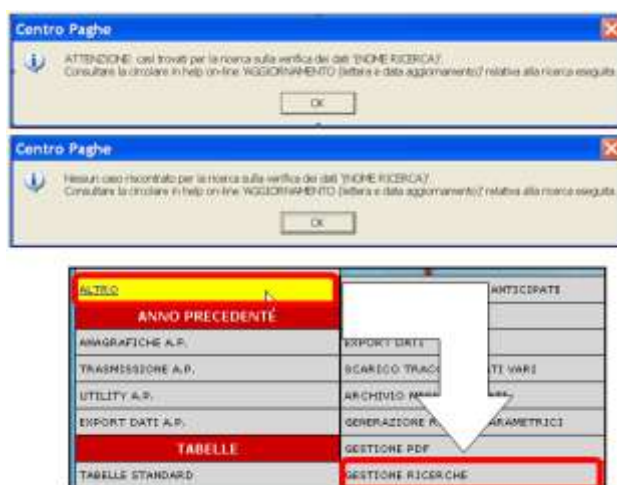 Centro Paghe
ATTENZIONE: casi trovati per la ricerca sulla verifica dei dati '(NOME RICERCA)'.
Consultare la circolare in help on-line 'AGGIORNAMENTO (lettera e data aggiornamento)' relativa alla ricerca eseguita
OK
Centro Paghe
Nessun caso riscontrato per la ricerca sulla verifica dei dati '(NOME RICERCA)'.
Consultare la circolare in help on-line 'AGGIORNAMENTO (lettera e data aggiornamento)' relativa alla ricerca eseguita
OK
ALTRO
ANTICIPATI
ANNO PRECEDENTE
ANAGRAFICHE A.P.
EXPORT DATI
TRASMISSIONE A.P.
SCARICO VARI
UTILITY A.P.
ARCHIVIO
EXPORT DATI A.P.
GENERAZIONE
TABELLE
GESTIONE PDF
TABELLE STANDARD
GESTIONE RICERCHE